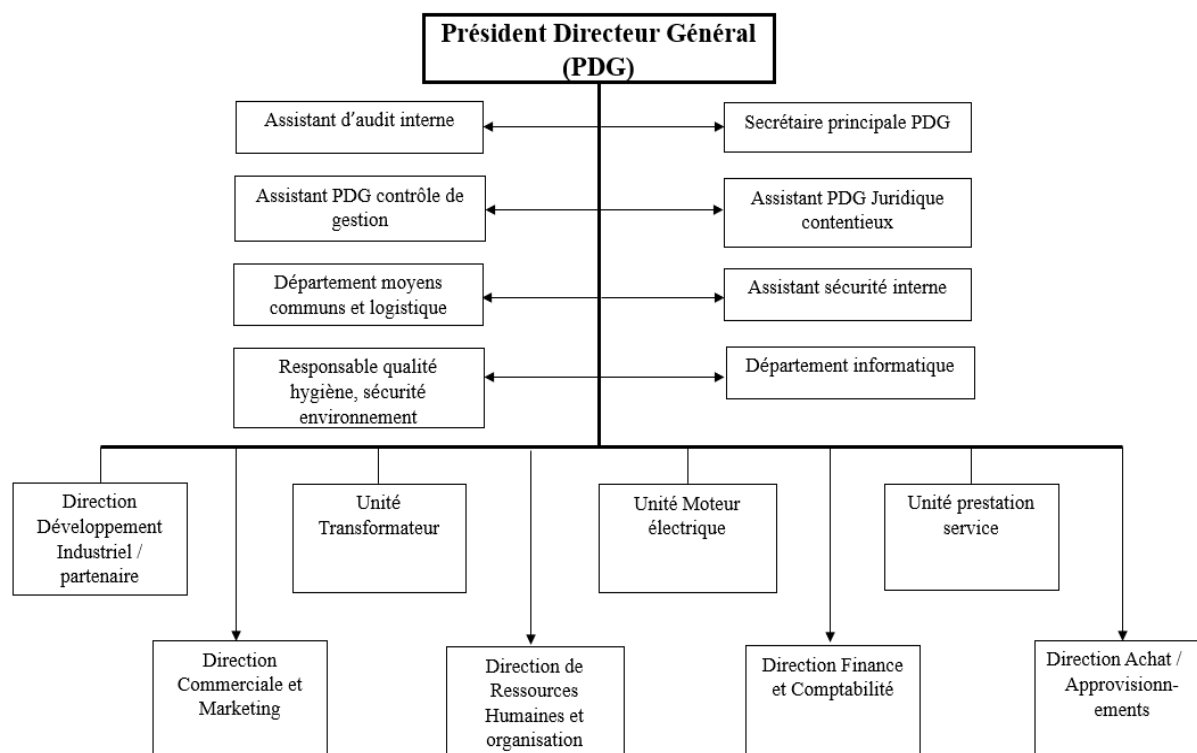 Président Directeur Général
(PDG)
Assistant d'audit interne
Secrétaire principale PDG
Assistant PDG contrôle de
gestion
Assistant PDG Juridique
contentieux
Département moyens
communs et logistique
Assistant sécurité interne
Responsable qualité
hygiène, sécurité
environnement
Département informatique
Direction
Développement
Industriel /
partenaire
Unité
Transformateur
Unité Moteur
électrique
Unité prestation
service
Direction
Commerciale et
Marketing
Direction de
Ressources
Humaines et
organisation
Direction Finance
et Comptabilité
Direction Achat /
Approvisionn-
ements